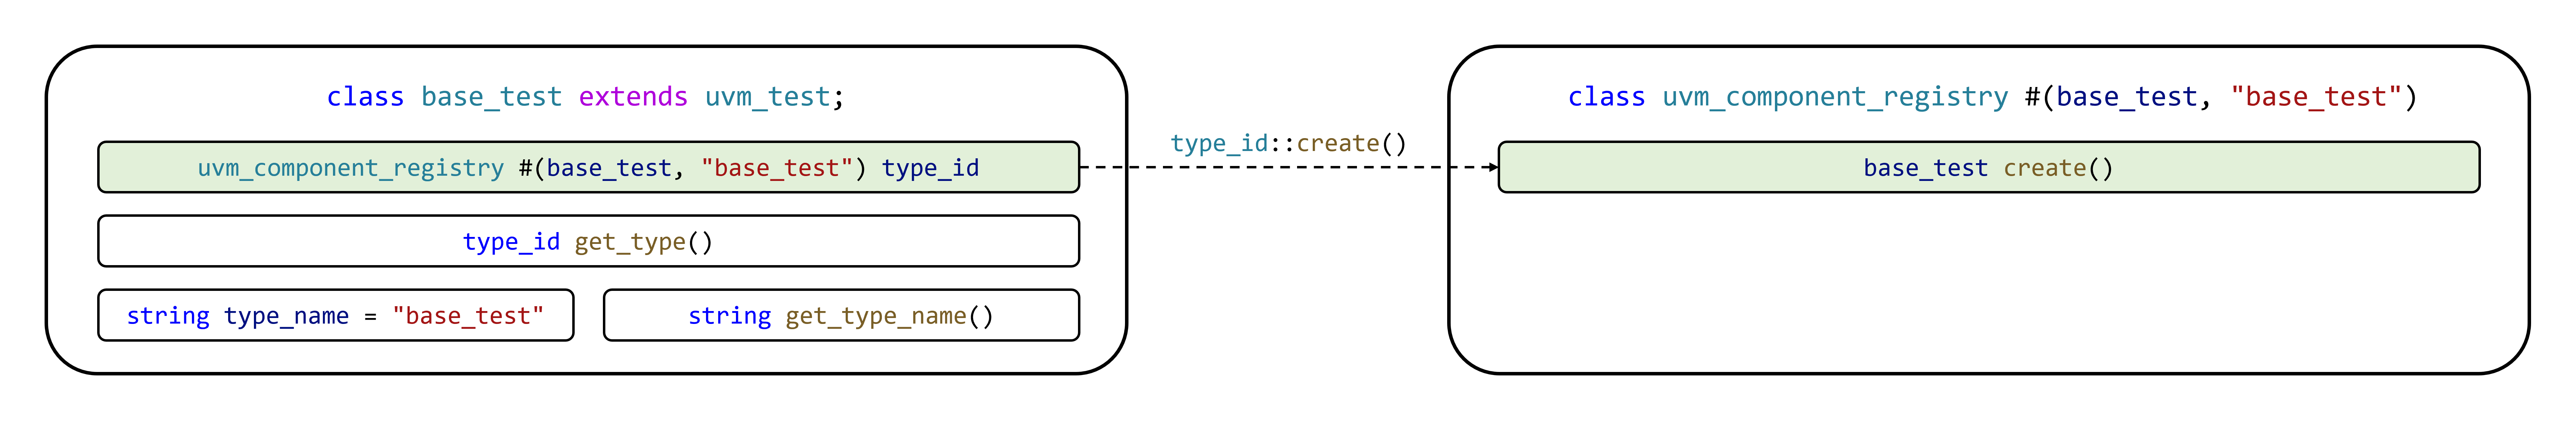 class base_test extends uvm_test;
uvm_component_registry #(base_test, "base_test") type_id
type_id get_type()
string type_name = "base_test"
string get_type_name()
type_id::create()
class uvm_component_registry #(base_test, "base_test")
base_test create()